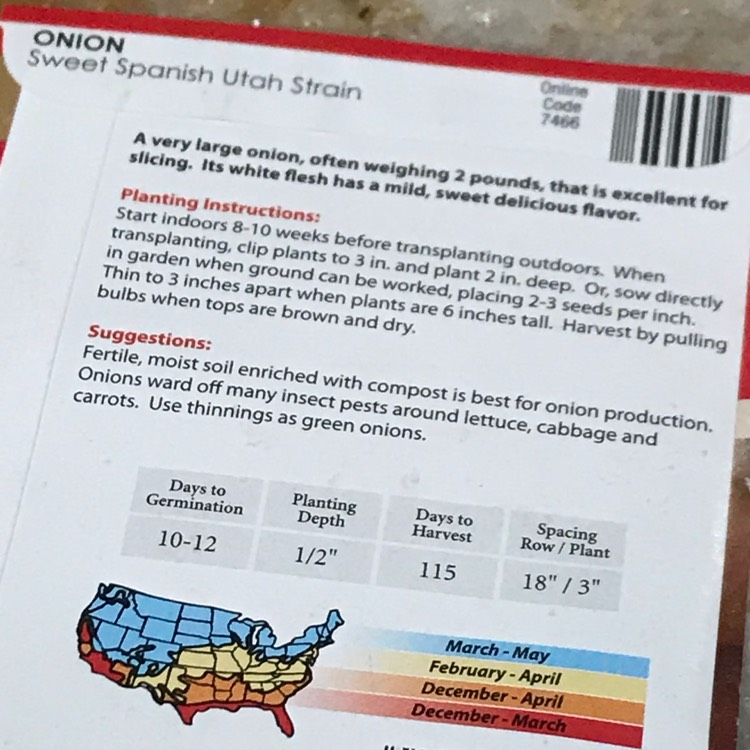 ONION
Sweet Spanish Utah Strain
Online
Code
7466
A very large onion, often weighing 2 pounds, that is excellent for
slicing. Its white flesh has a mild, sweet delicious flavor.
Planting Instructions:
Start indoors 8-10 weeks before transplanting outdoors. When
transplanting, clip plants to 3 in. and plant 2 in. deep. Or, sow directly
in garden when ground can be worked, placing 2-3 seeds per inch.
Thin to 3 inches apart when plants are 6 inches tall. Harvest by pulling
bulbs when tops are brown and dry.
Suggestions:
Fertile, moist soil enriched with compost is best for onion production.
Onions ward off many insect pests around lettuce, cabbage and
carrots. Use thinnings as green onions.
Days to
Germination
Planting
Depth
Days to
Harvest
Spacing
Row / Plant
10-12
1/2"
115
18" / 3"
March - May
February - April
December - April
December - March